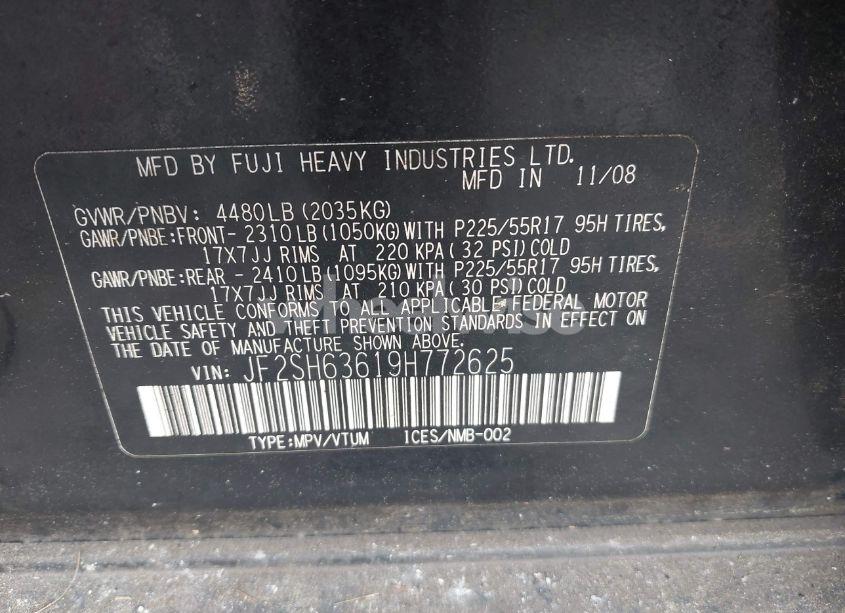 MFD BY FUJI HEAVY INDUSTRIES LTD.
MFD IN 11/08
GVWR/PNBV: 4480LB(2035KG)
GAWR/PNBE:FRONT- 2310LB(1050KG)WITH P225/55R17 95H TIRES,
17X7JJ RIMS AT 220 KPA(32 PSI)COLD
GAWR/PNBE:REAR - 2410LB(1095KG)WITH P225/55R17 95H TIRES,
17X7JJ RIMS AT 210 KPA(30 PSI)COLD
THIS VEHICLE CONFORMS TO ALL APPLICABLE FEDERAL MOTOR
VEHICLE SAFETY AND THEFT PREVENTION STANDARDS IN EFFECT ON
THE DATE OF MANUFACTURE SHOWN ABOVE.
VIN: JF2SH63619H772625
TYPE:MPV/VTUM ICES/NMB-002